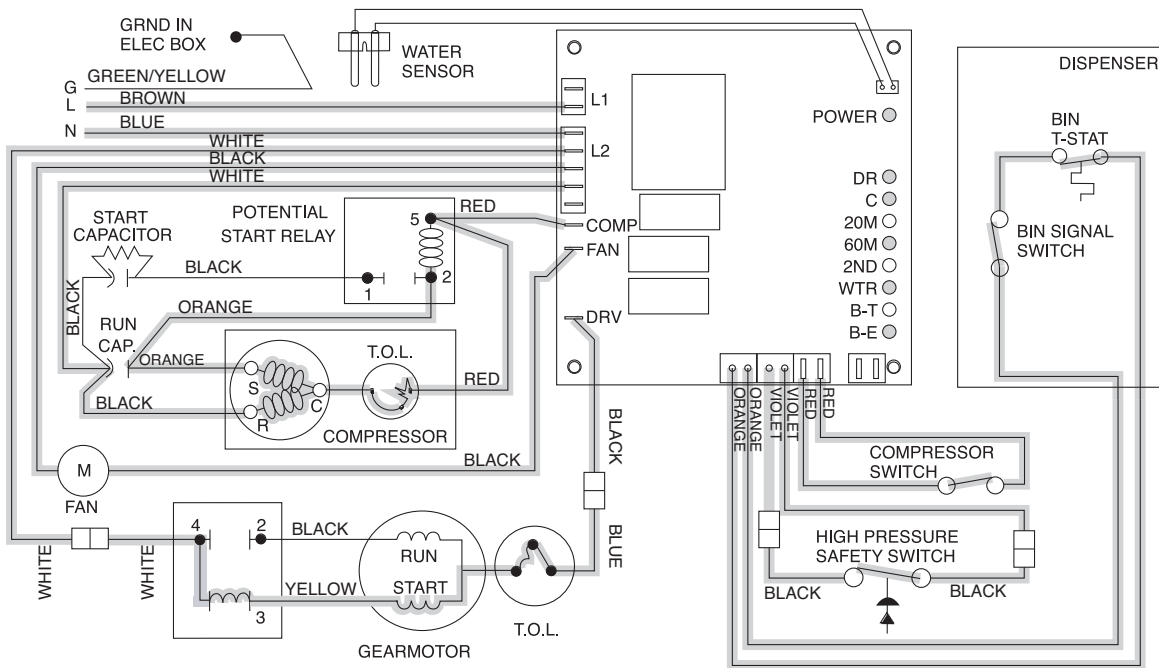 GRND IN
ELEC BOX
G
GREEN/YELLOW
L
BROWN
N
BLUE
WHITE
BLACK
WHITE
WATER
SENSOR
L1
L2
COMP
FAN
DRV
POWER
DR
C
20M
60M
2ND
WTR
B-T
B-E
DISPENSER
BIN
T-STAT
BIN SIGNAL
SWITCH
START
CAPACITOR
POTENTIAL
START RELAY
5
RED
2
1
BLACK
ORANGE
BLACK
RUN
CAP.
ORANGE
BLACK
S
R
C
T.O.L.
RED
COMPRESSOR
BLACK
M
FAN
WHITE
WHITE
4
2
3
BLACK
YELLOW
RUN
START
GEARMOTOR
T.O.L.
BLACK
BLUE
ORANGE
ORANGE
VIOLET
VIOLET
RED
RED
COMPRESSOR
SWITCH
HIGH PRESSURE
SAFETY SWITCH
BLACK
BLACK